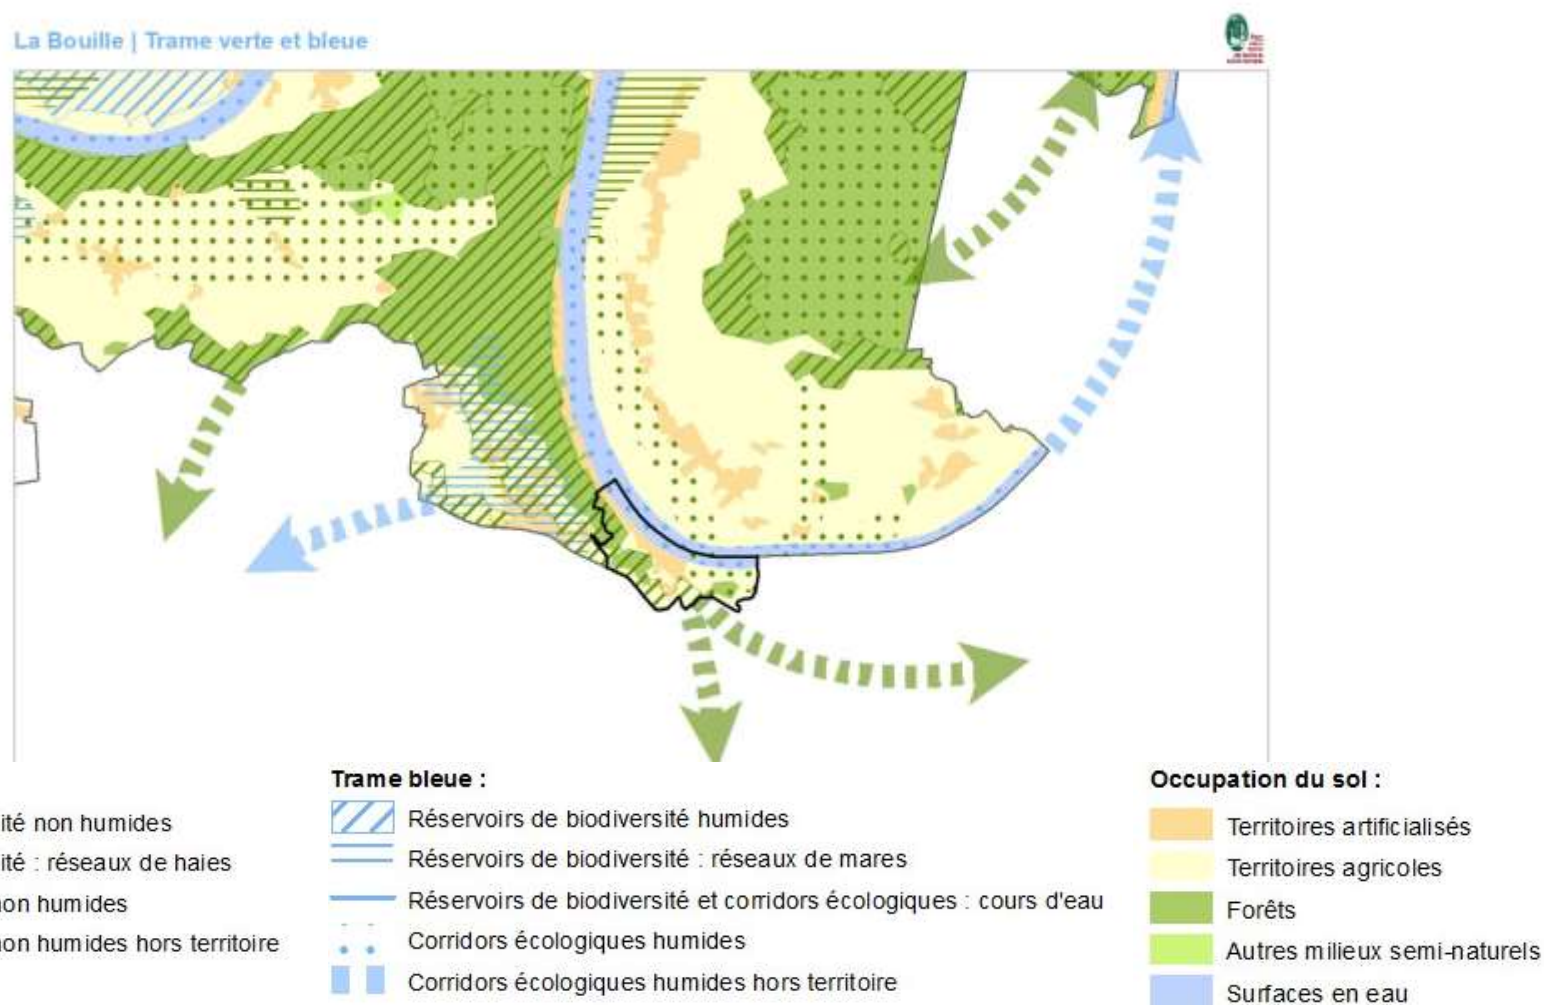 La Bouille | Trame verte et bleue
ité non humides
ité : réseaux de haies
non humides
non humides hors territoire
Trame bleue :
Réservoirs de biodiversité humides
Réservoirs de biodiversité : réseaux de mares
Réservoirs de biodiversité et corridors écologiques : cours d'eau
Corridors écologiques humides
Corridors écologiques humides hors territoire
Occupation du sol :
Territoires artificialisés
Territoires agricoles
Forêts
Autres milieux semi-naturels
Surfaces en eau